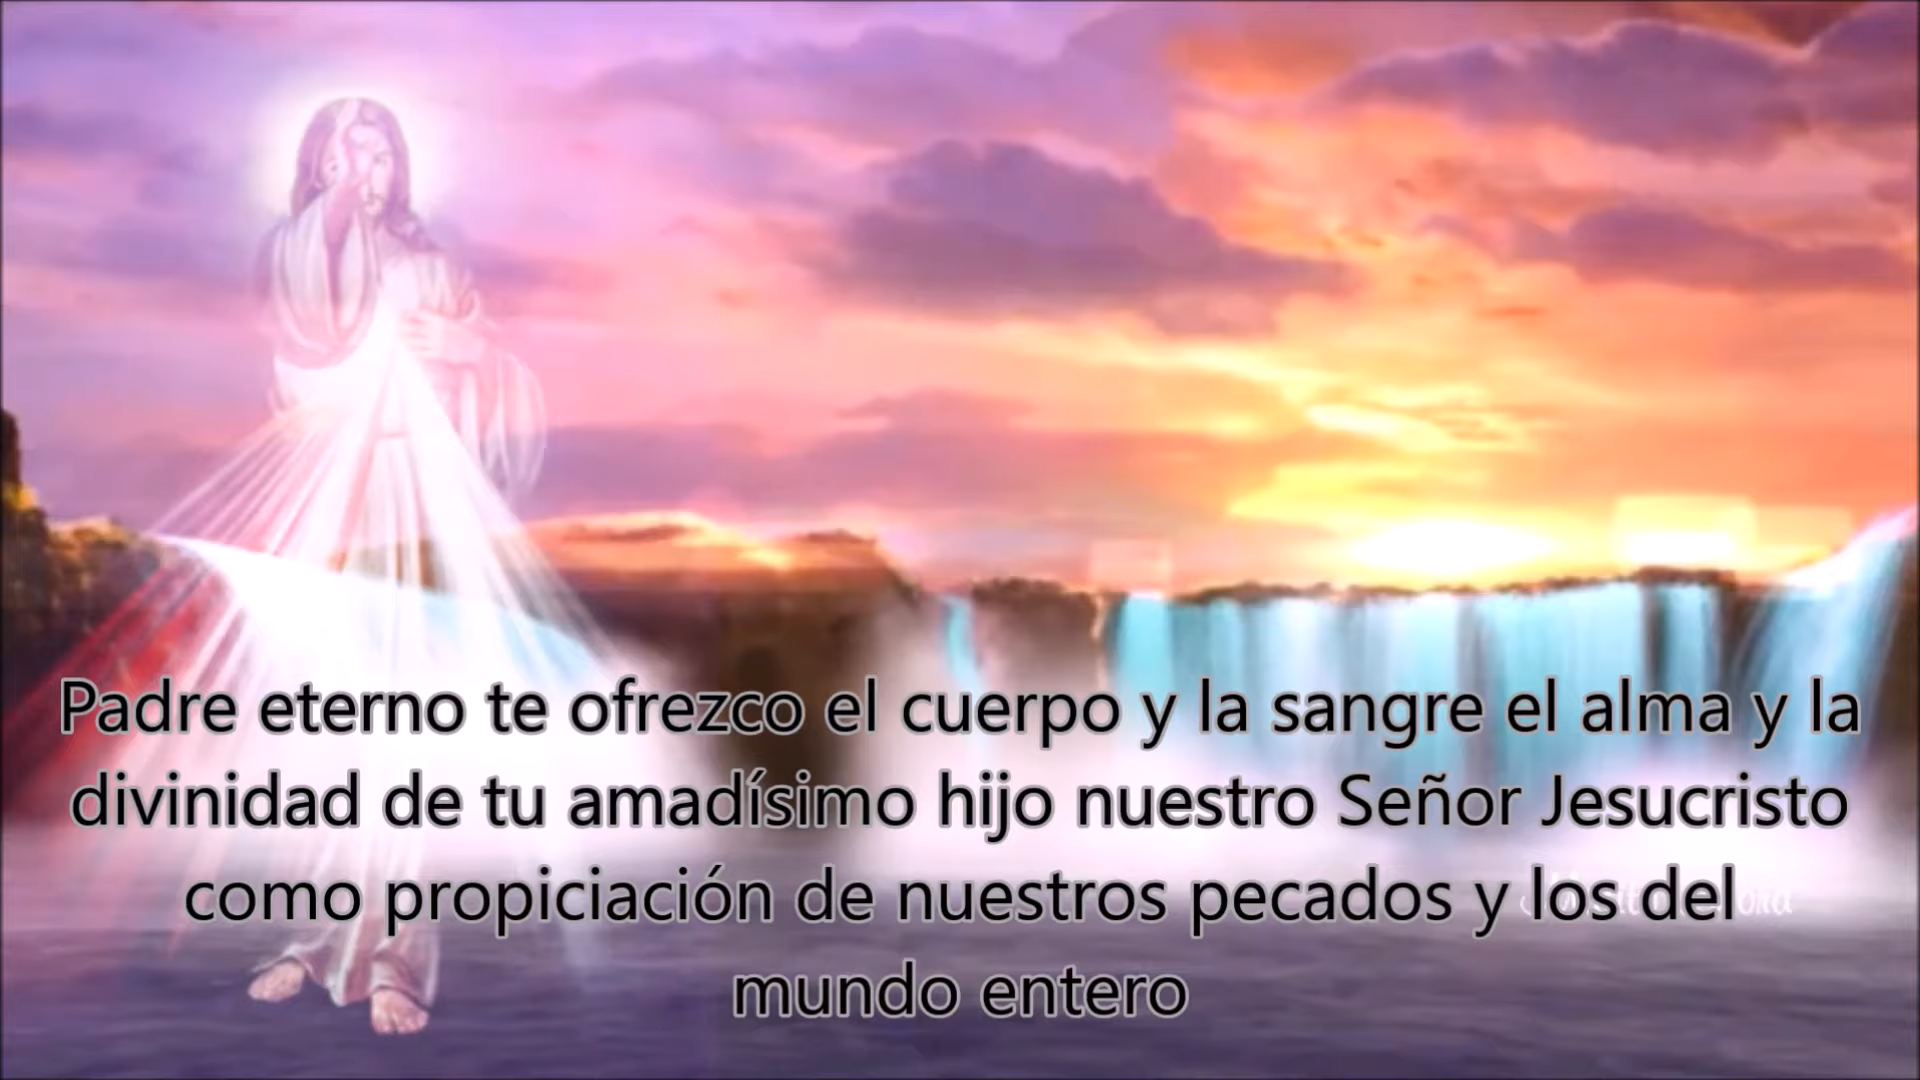 Padre eterno te ofrezco el cuerpo y la sangre el alma y la
divinidad de tu amadísimo hijo nuestro Señor Jesucristo
como propiciación de nuestros pecados y los del
mundo entero